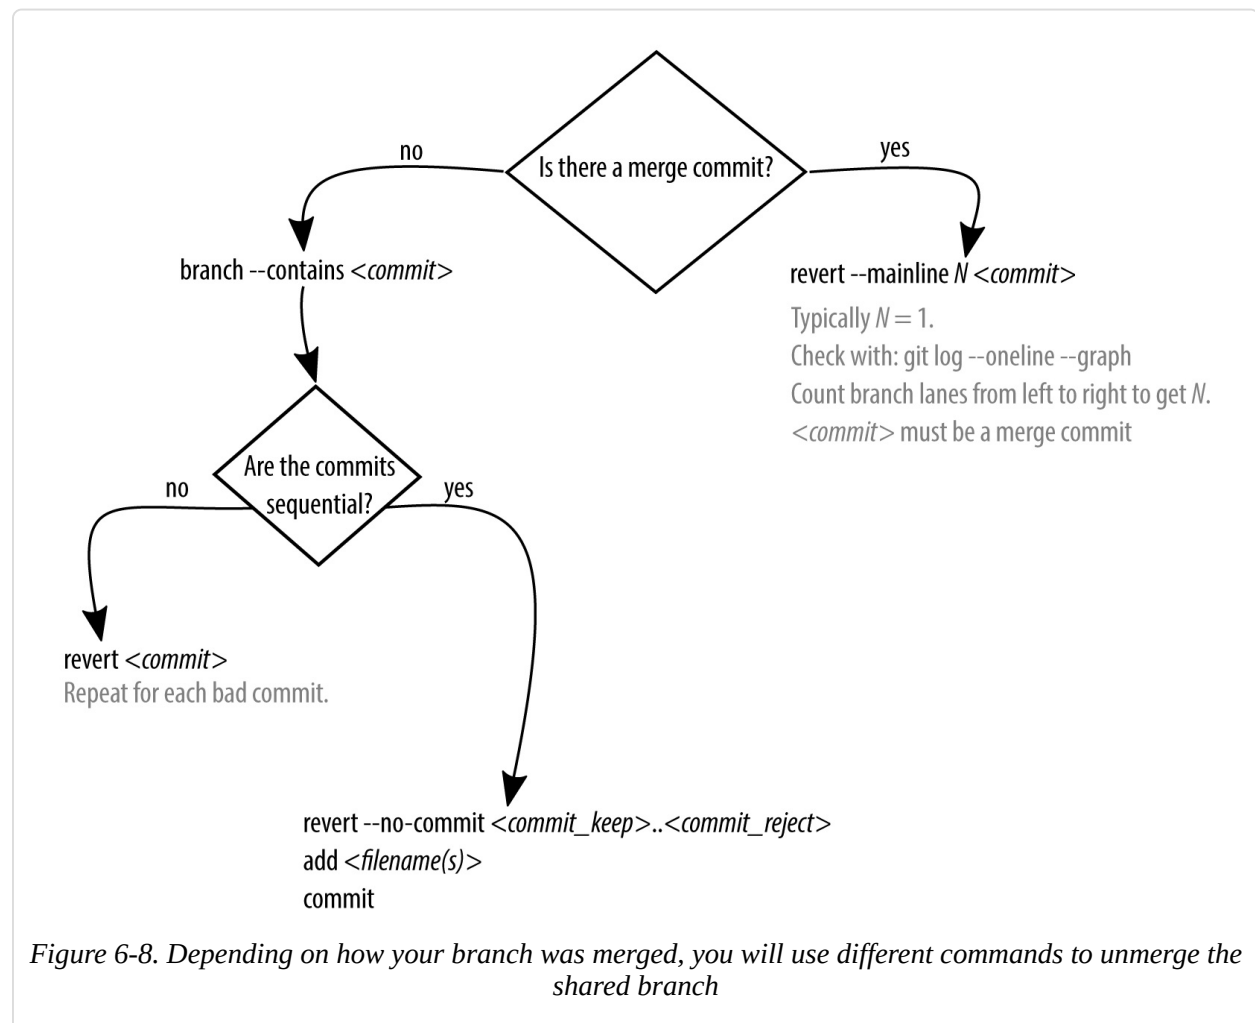 Is there a merge commit?
no
yes
branch --contains <commit>
revert --mainline N <commit>
Typically N = 1.
Check with: git log --oneline --graph
Count branch lanes from left to right to get N.
<commit> must be a merge commit
Are the commits
sequential?
no
yes
revert <commit>
Repeat for each bad commit.
revert --no-commit <commit_keep>..<commit_reject>
add <filename(s)>
commit
Figure 6-8. Depending on how your branch was merged, you will use different commands to unmerge the
shared branch